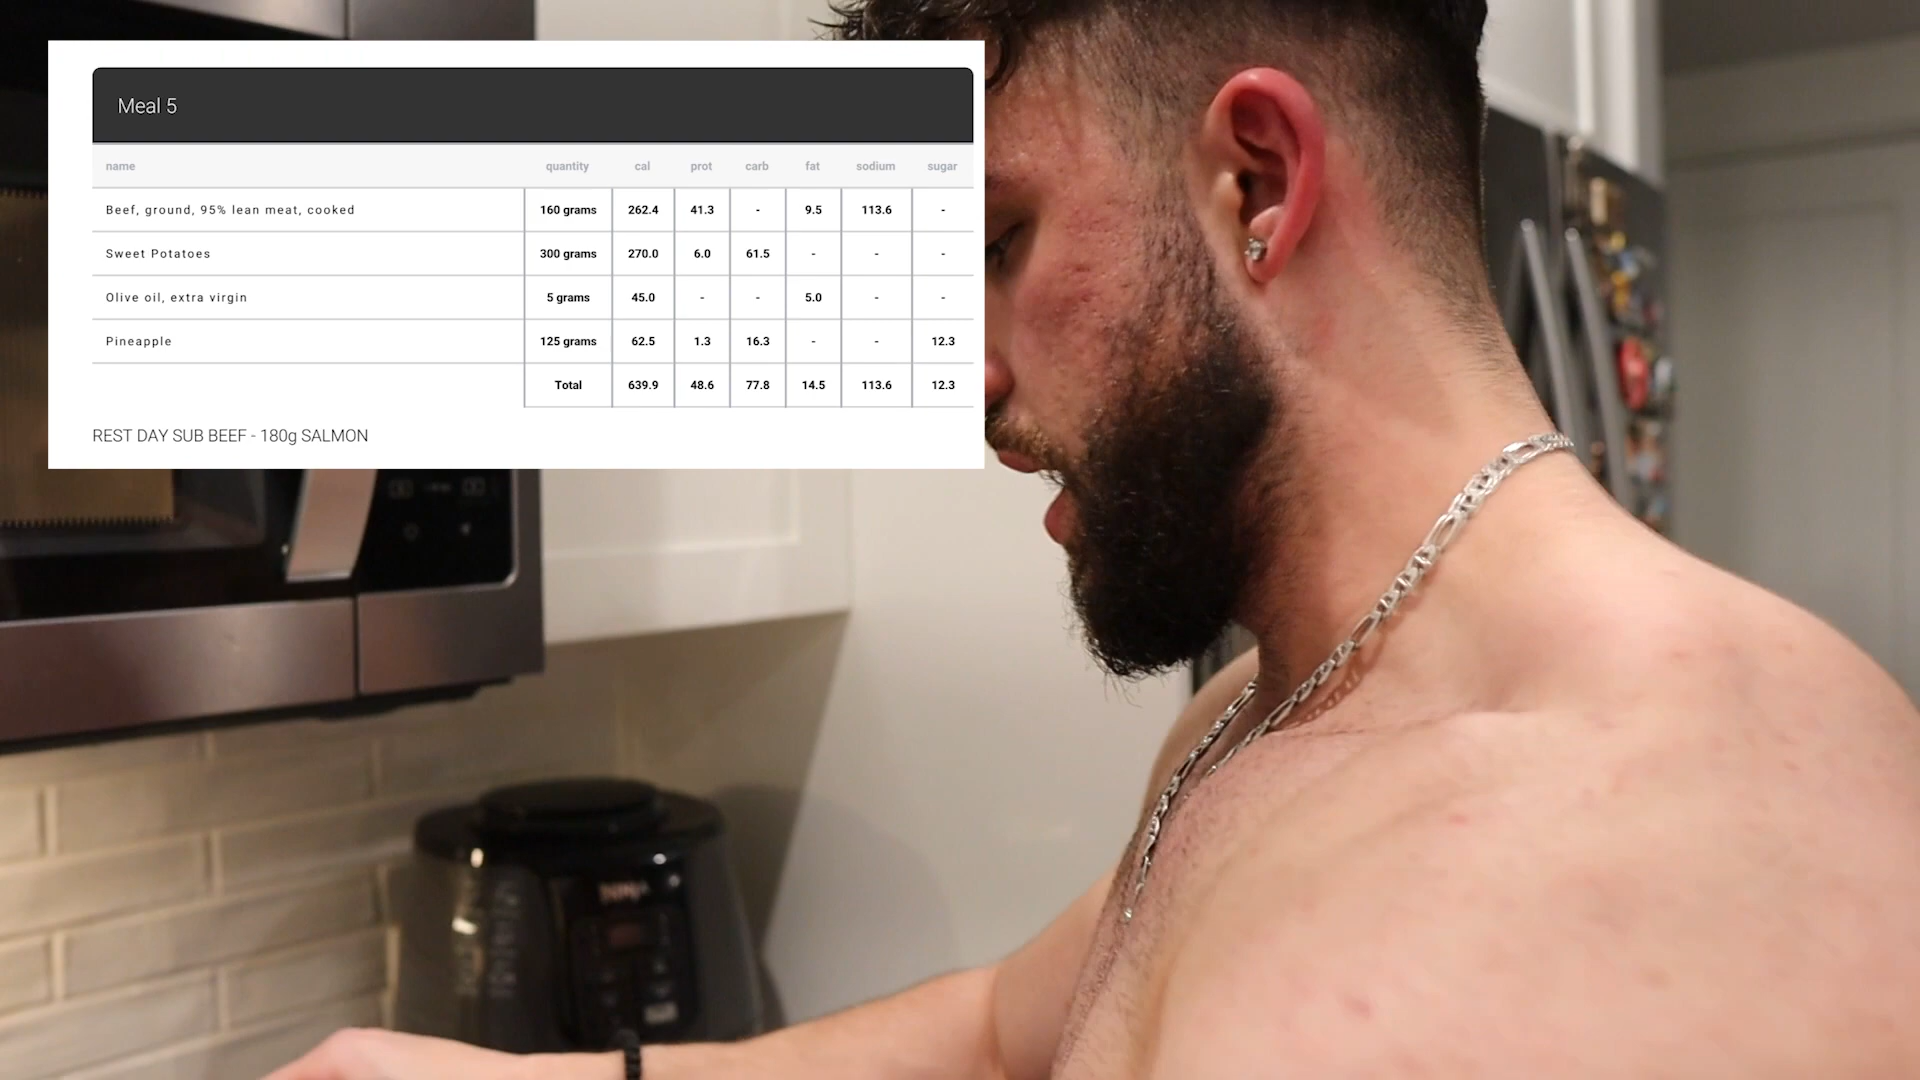 Meal 5
name quantity cal prot carb fat sodium sugar
Beef, ground, 95% lean meat, cooked 160 grams 262.4 41.3 - 9.5 113.6 -
Sweet Potatoes 300 grams 270.0 6.0 61.5 - - -
Olive oil, extra virgin 5 grams 45.0 - - 5.0 - -
Pineapple 125 grams 62.5 1.3 16.3 - - 12.3
Total 639.9 48.6 77.8 14.5 113.6 12.3
REST DAY SUB BEEF - 180g SALMON
NINJA